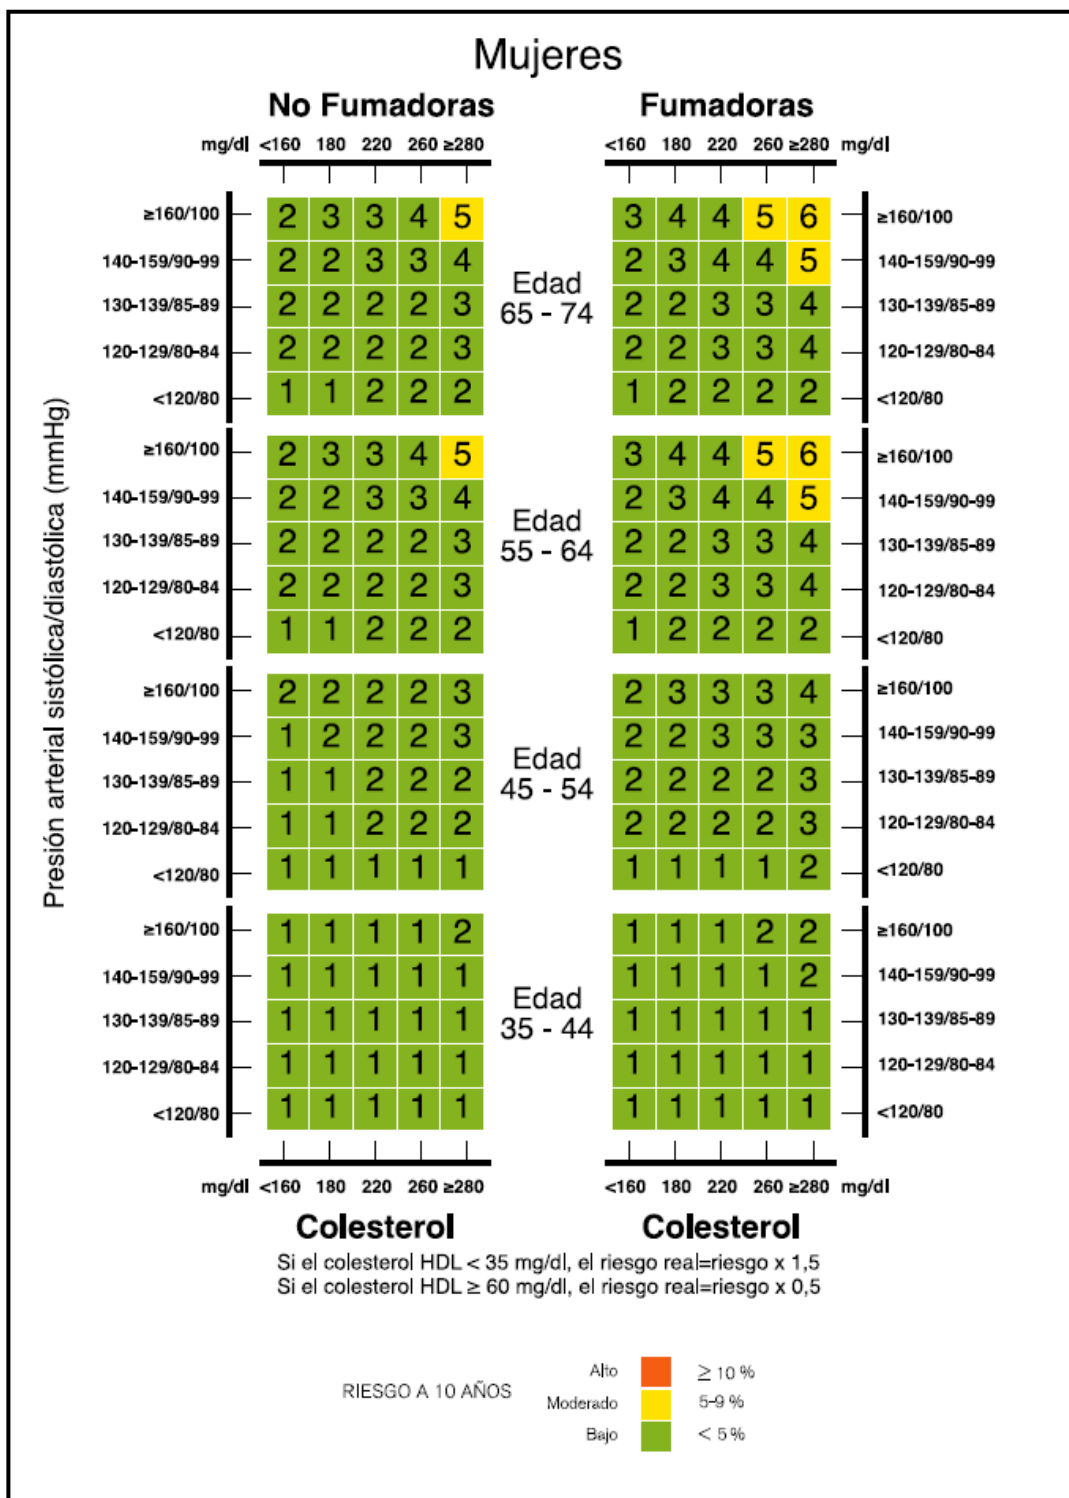 Mujeres
No Fumadoras Fumadoras
mg/dl <160 180 220 260 ≥280 <160 180 220 260 ≥280 mg/dl
≥160/100 2 3 3 4 5 3 4 4 5 6 ≥160/100
140-159/90-99 2 2 3 3 4 2 3 4 4 5 140-159/90-99
Edad
65 - 74
130-139/85-89 2 2 2 2 3 2 2 3 3 4 130-139/85-89
120-129/80-84 2 2 2 2 3 2 2 3 3 4 120-129/80-84
<120/80 1 1 2 2 2 1 2 2 2 2 <120/80
≥160/100 2 3 3 4 5 3 4 4 5 6 ≥160/100
140-159/90-99 2 2 3 3 4 2 3 4 4 5 140-159/90-99
Edad
55 - 64
130-139/85-89 2 2 2 2 3 2 2 3 3 4 130-139/85-89
120-129/80-84 2 2 2 2 3 2 2 3 3 4 120-129/80-84
<120/80 1 1 2 2 2 1 2 2 2 2 <120/80
≥160/100 2 2 2 2 3 2 3 3 3 4 ≥160/100
140-159/90-99 1 2 2 2 3 2 2 3 3 3 140-159/90-99
Edad
45 - 54
130-139/85-89 1 1 2 2 2 2 2 2 2 3 130-139/85-89
120-129/80-84 1 1 2 2 2 2 2 2 2 3 120-129/80-84
<120/80 1 1 1 1 1 1 1 1 1 2 <120/80
≥160/100 1 1 1 1 2 1 1 1 2 2 ≥160/100
140-159/90-99 1 1 1 1 1 1 1 1 1 2 140-159/90-99
Edad
35 - 44
130-139/85-89 1 1 1 1 1 1 1 1 1 1 130-139/85-89
120-129/80-84 1 1 1 1 1 1 1 1 1 1 120-129/80-84
<120/80 1 1 1 1 1 1 1 1 1 1 <120/80
Presión arterial sistólica/diastólica (mmHg)
mg/dl <160 180 220 260 ≥280 <160 180 220 260 ≥280 mg/dl
Colesterol Colesterol
Si el colesterol HDL < 35 mg/dl, el riesgo real=riesgo x 1,5
Si el colesterol HDL ≥ 60 mg/dl, el riesgo real=riesgo x 0,5
RIESGO A 10 AÑOS
Alto ≥ 10 %
Moderado 5-9 %
Bajo < 5 %